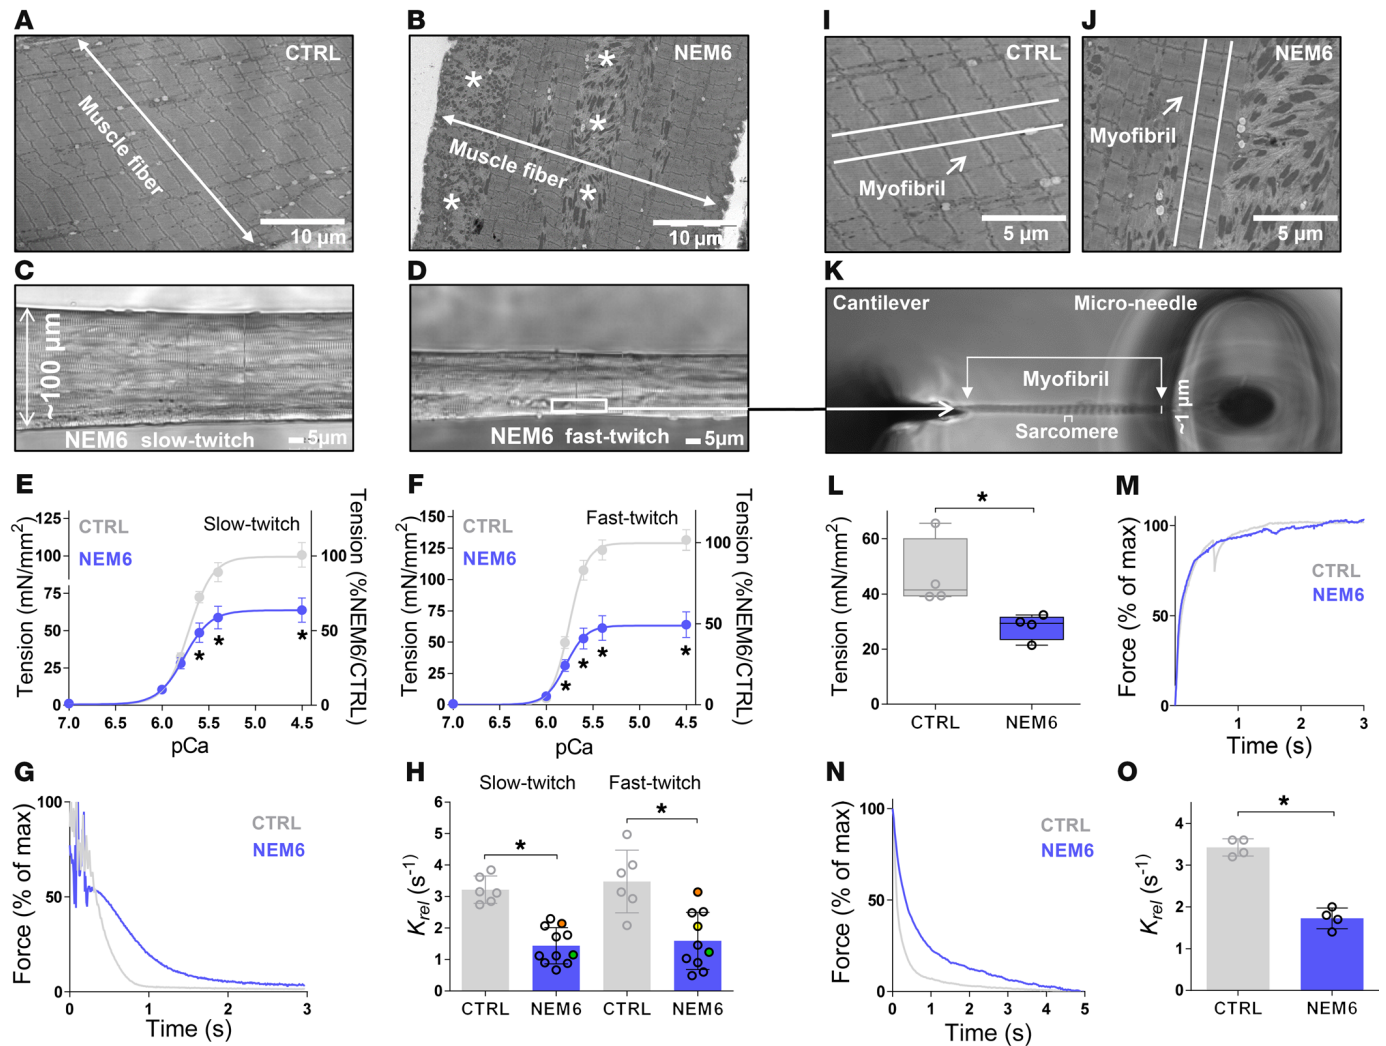 A
CTRL
Muscle fiber
10 μm
B
NEM6
* * * * *
Muscle fiber
10 μm
I
CTRL
Myofibril
5 μm
J
NEM6
Myofibril
5 μm
C
~100 μm
NEM6 slow-twitch
5μm
D
NEM6 fast-twitch
5μm
K
Cantilever
Micro-needle
Myofibril
Sarcomere
~1 μm
E
Slow-twitch
CTRL
NEM6
Tension (mN/mm2)
125
100
75
50
25
0
Tension (%NEM6/CTRL)
100
50
0
* * *
7.0 6.5 6.0 5.5 5.0 4.5
pCa
F
Fast-twitch
CTRL
NEM6
Tension (mN/mm2)
150
125
100
75
50
25
0
Tension (%NEM6/CTRL)
100
50
0
* * * *
7.0 6.5 6.0 5.5 5.0 4.5
pCa
L
*
Tension (mN/mm2)
60
40
20
0
CTRL NEM6
M
Force (% of max)
100
50
CTRL
NEM6
1 2 3
Time (s)
G
Force (% of max)
100
50
0
CTRL
NEM6
0 1 2 3
Time (s)
H
Slow-twitch Fast-twitch
* *
Krel (s-1)
6
5
4
3
2
1
0
CTRL NEM6 CTRL NEM6
N
Force (% of max)
100
50
0
CTRL
NEM6
0 1 2 3 4 5
Time (s)
O
*
Krel (s-1)
4
3
2
1
0
CTRL NEM6